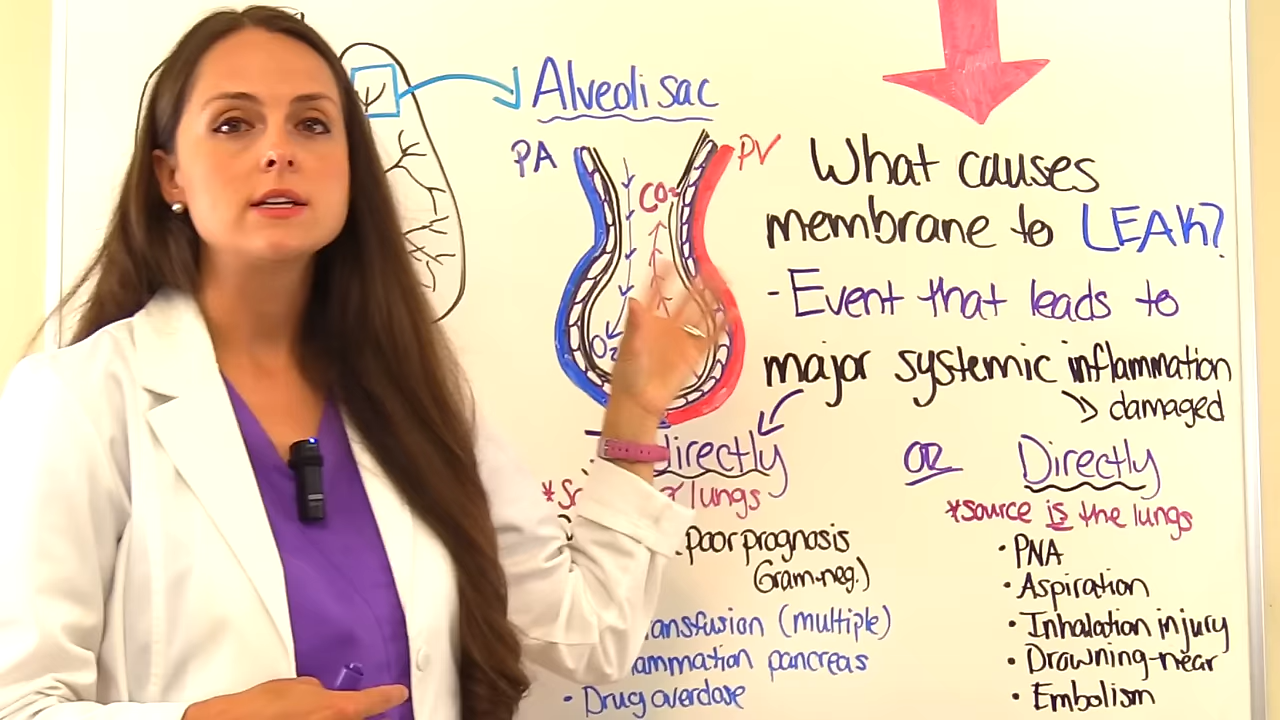 Alveoli sac
PA
PV
CO₂
O₂
What causes
membrane to LEAK?
- Event that leads to
major systemic inflammation
damaged
directly
lungs
poor prognosis
(Gram-neg.)
(multiple)
pancreas
• Drug overdose
OR
Directly
*source is the lungs
• PNA
• Aspiration
• Inhalation injury
• Drowning-near
• Embolism